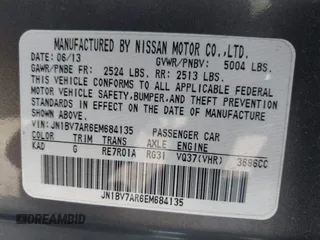 MANUFACTURED BY NISSAN MOTOR CO.,LTD.
DATE: 06/13 GVWR/PNBV: 5004 LBS.
GAWR/PNBE FR: 2524 LBS. RR: 2513 LBS.
THIS VEHICLE CONFORMS TO ALL APPLICABLE FEDERAL
MOTOR VEHICLE SAFETY,BUMPER,AND THEFT PREVENTION
STANDARDS IN EFFECT ON THE DATE OF MANUFACTURE
SHOWN ABOVE.
VIN:JN1BV7AR6EM684135 PASSENGER CAR
COLOR TRIM TRANS AXLE ENGINE
KAD G RE7R01A RG31 VQ37(VHR) 3696CC
JN1BV7AR6EM684135
DREAMBID